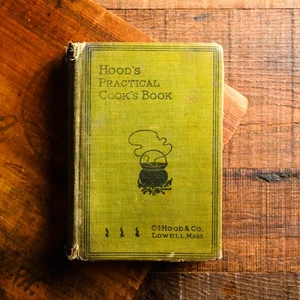 HOOD'S
PRACTICAL
COOK'S BOOK
C.I. HOOD & CO.
LOWELL, MASS.